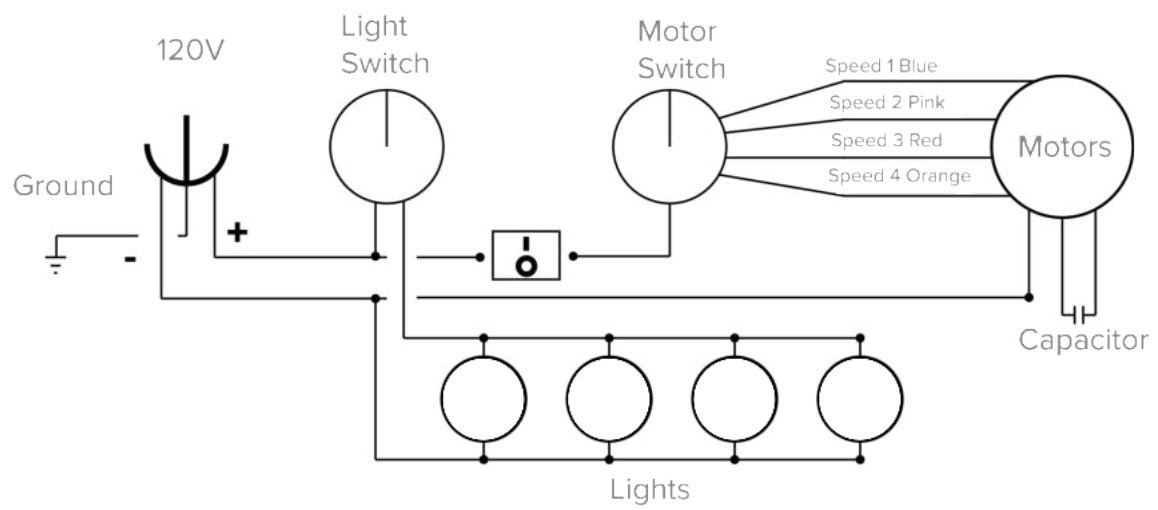 120V
Light
Switch
Motor
Switch
Speed 1 Blue
Speed 2 Pink
Speed 3 Red
Speed 4 Orange
Motors
Ground
+
-
Capacitor
Lights